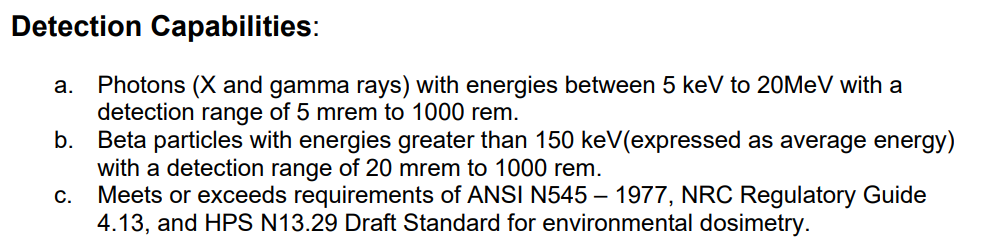 Detection Capabilities:
a. Photons (X and gamma rays) with energies between 5 keV to 20MeV with a
detection range of 5 mrem to 1000 rem.
b. Beta particles with energies greater than 150 keV(expressed as average energy)
with a detection range of 20 mrem to 1000 rem.
c. Meets or exceeds requirements of ANSI N545 – 1977, NRC Regulatory Guide
4.13, and HPS N13.29 Draft Standard for environmental dosimetry.